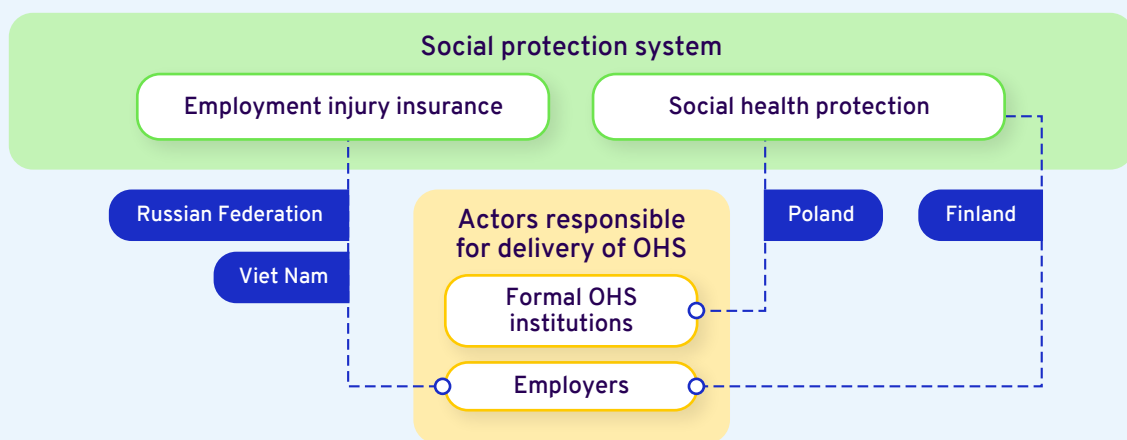 Social protection system
Employment injury insurance
Social health protection
Russian Federation
Viet Nam
Actors responsible
for delivery of OHS
Formal OHS
institutions
Employers
Poland
Finland